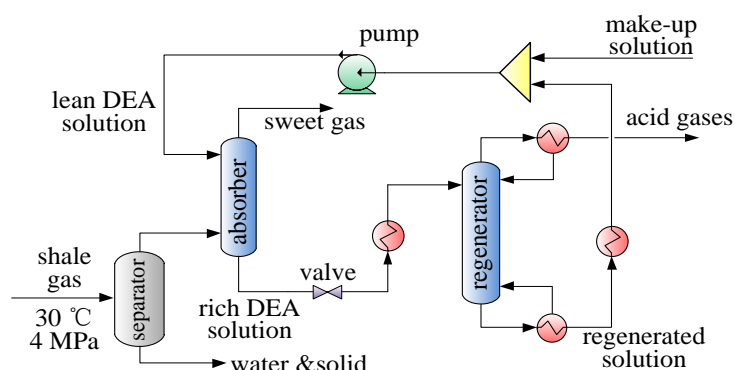 pump
make-up
solution
lean DEA
solution
sweet gas
acid gases
absorber
regenerator
shale
gas
30 ℃
4 MPa
separator
valve
rich DEA
solution
regenerated
solution
water &solid